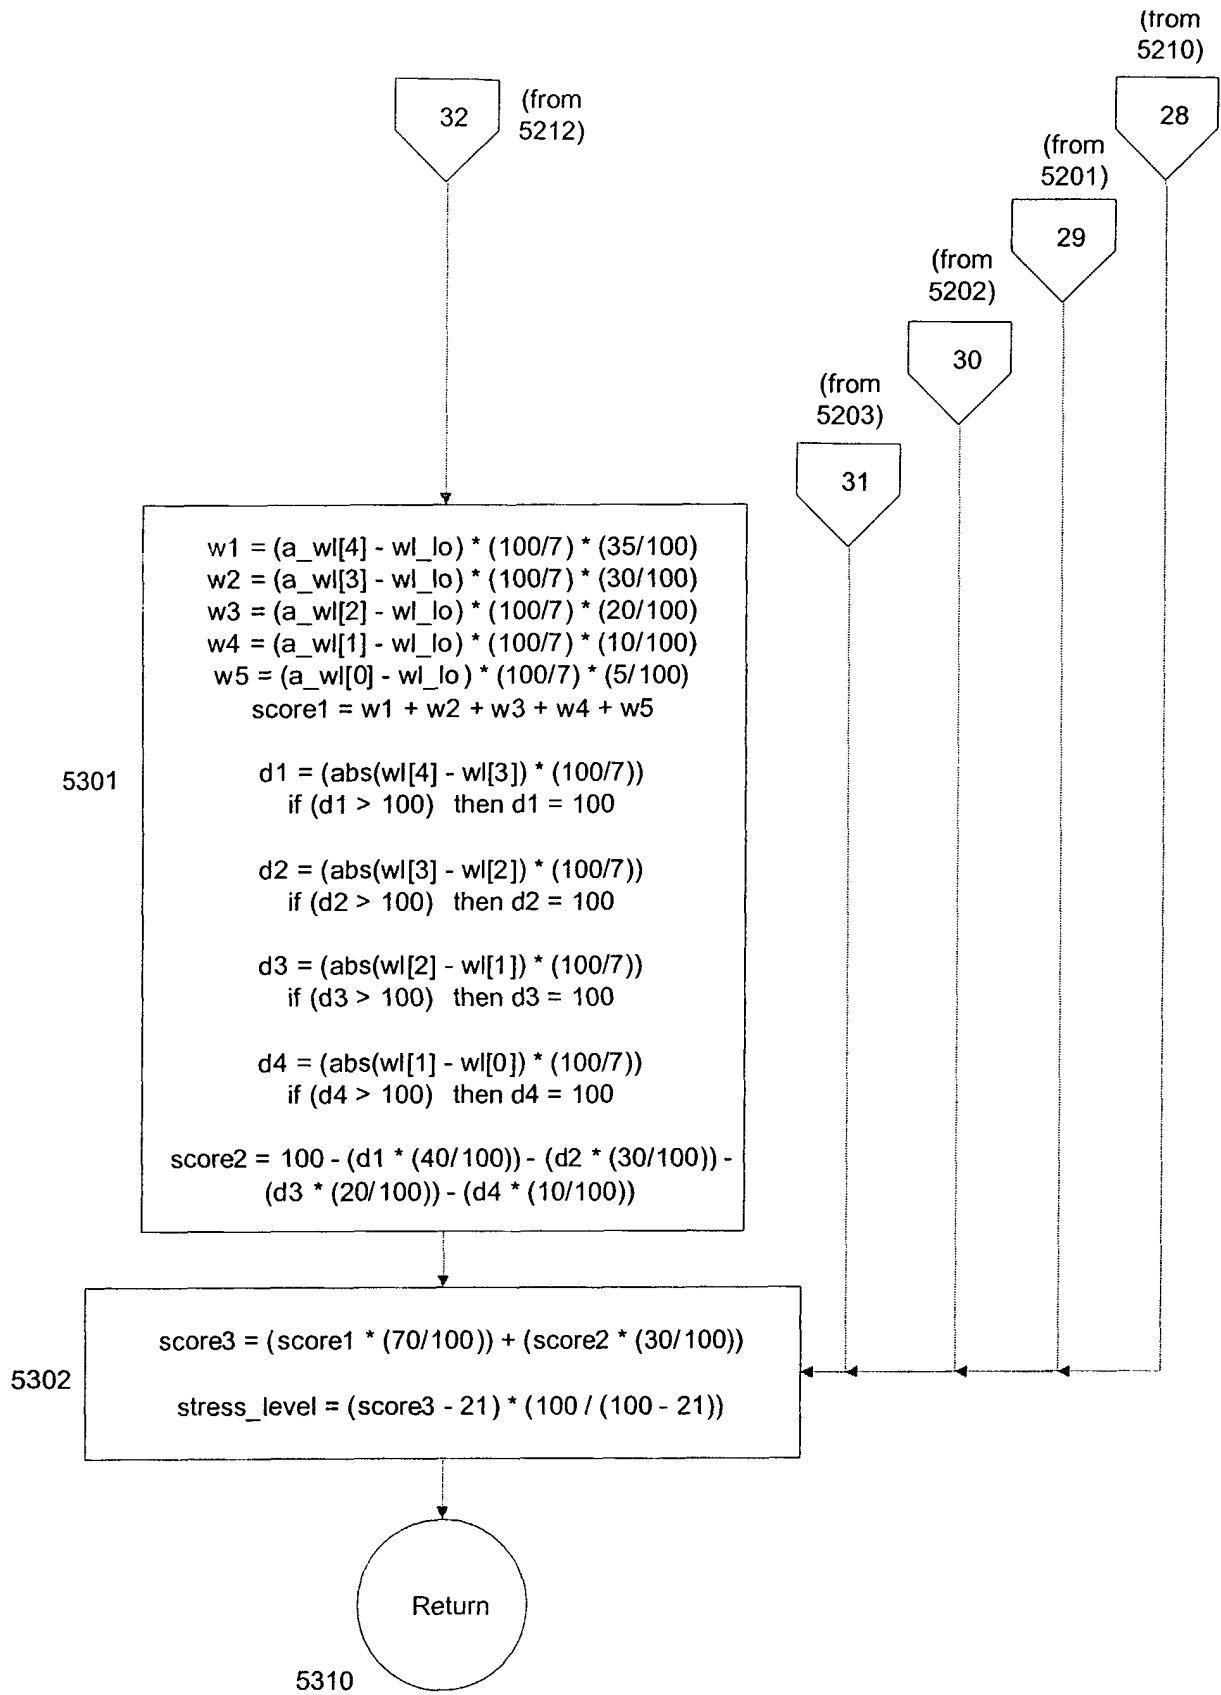 (from
5210)
32
(from
5212)
28
(from
5201)
29
(from
5202)
30
(from
5203)
31
w1 = (a_wl[4] - wl_lo) * (100/7) * (35/100)
w2 = (a_wl[3] - wl_lo) * (100/7) * (30/100)
w3 = (a_wl[2] - wl_lo) * (100/7) * (20/100)
w4 = (a_wl[1] - wl_lo) * (100/7) * (10/100)
w5 = (a_wl[0] - wl_lo) * (100/7) * (5/100)
score1 = w1 + w2 + w3 + w4 + w5
5301
d1 = (abs(wl[4] - wl[3]) * (100/7))
if (d1 > 100) then d1 = 100
d2 = (abs(wl[3] - wl[2]) * (100/7))
if (d2 > 100) then d2 = 100
d3 = (abs(wl[2] - wl[1]) * (100/7))
if (d3 > 100) then d3 = 100
d4 = (abs(wl[1] - wl[0]) * (100/7))
if (d4 > 100) then d4 = 100
score2 = 100 - (d1 * (40/100)) - (d2 * (30/100)) -
(d3 * (20/100)) - (d4 * (10/100))
score3 = (score1 * (70/100)) + (score2 * (30/100))
5302
stress_level = (score3 - 21) * (100 / (100 - 21))
Return
5310